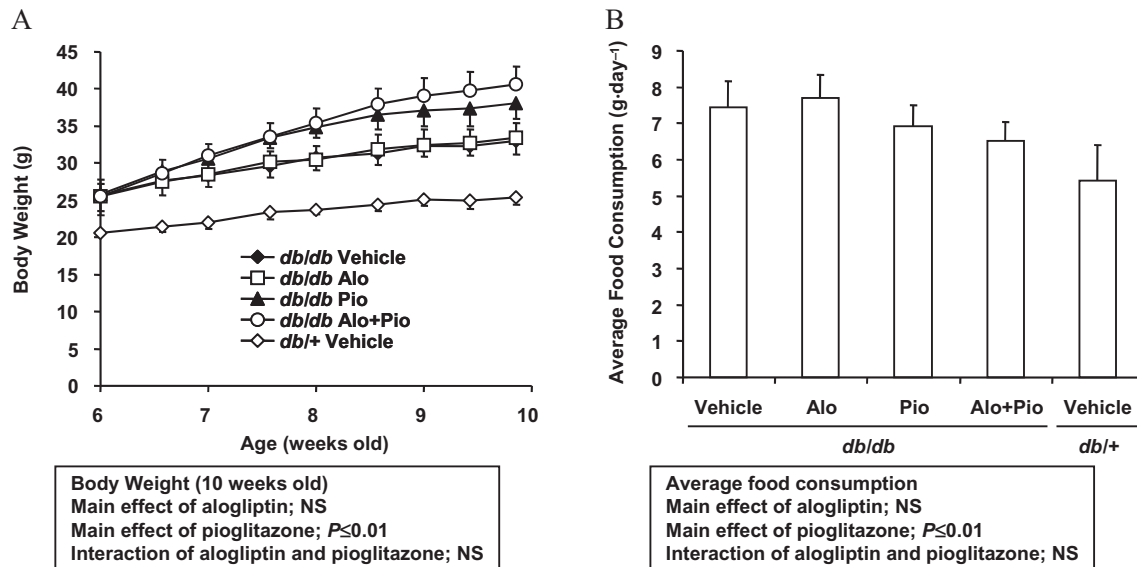 A
45
40
35
30
25
20
15
10
5
0
Body Weight (g)
db/db Vehicle
db/db Alo
db/db Pio
db/db Alo+Pio
db/+ Vehicle
6 7 8 9 10
Age (weeks old)
Body Weight (10 weeks old)
Main effect of alogliptin; NS
Main effect of pioglitazone; P≤0.01
Interaction of alogliptin and pioglitazone; NS
B
9
8
7
6
5
4
3
2
1
0
Average Food Consumption (g·day⁻¹)
Vehicle Alo Pio Alo+Pio Vehicle
db/db db/+
Average food consumption
Main effect of alogliptin; NS
Main effect of pioglitazone; P≤0.01
Interaction of alogliptin and pioglitazone; NS